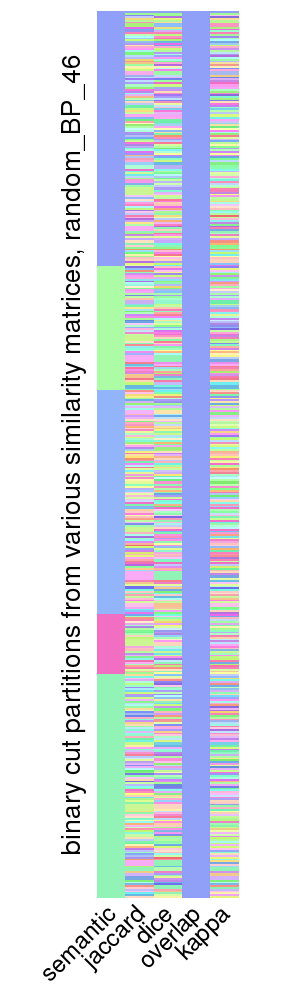 binary cut partitions from various similarity matrices, random_BP_46
semantic
jaccard
dice
overlap
kappa